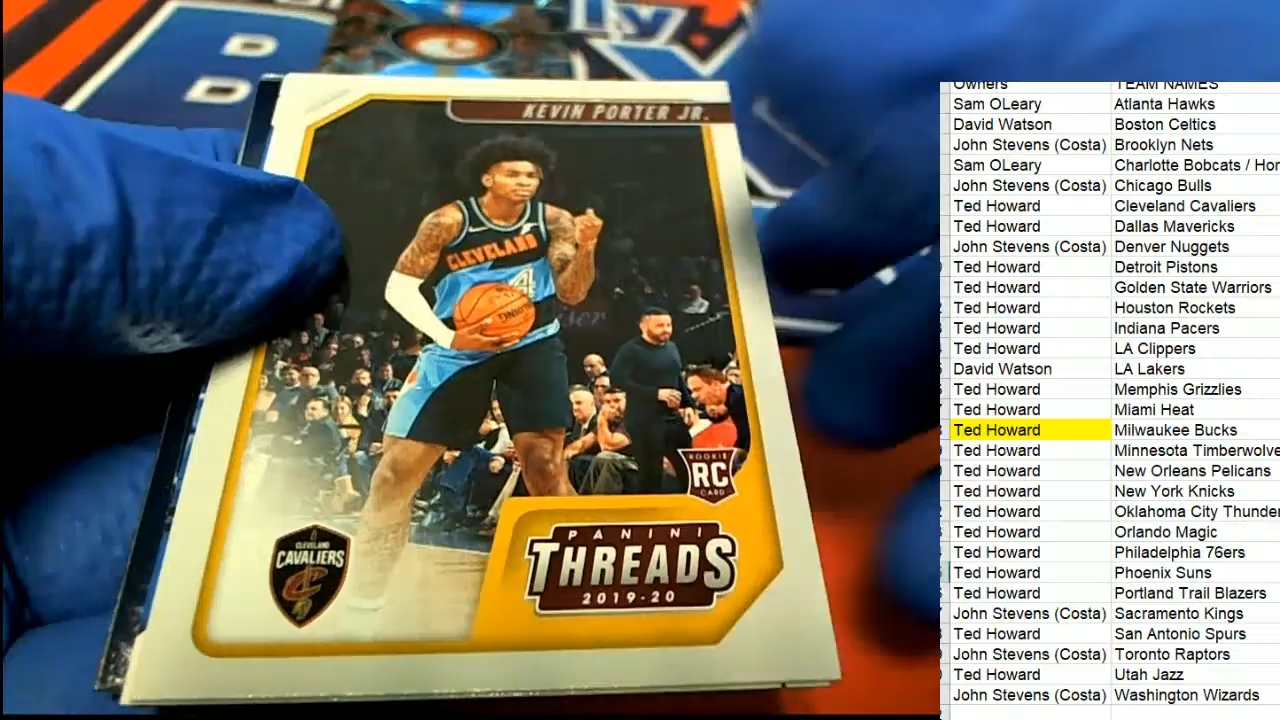 KEVIN PORTER JR.
CLEVELAND
4
ROOKIE
RC
CARD
CLEVELAND
CAVALIERS
C
PANINI
THREADS
2019-20
Owners TEAM NAMES
Sam OLeary Atlanta Hawks
David Watson Boston Celtics
John Stevens (Costa) Brooklyn Nets
Sam OLeary Charlotte Bobcats / Hor
John Stevens (Costa) Chicago Bulls
Ted Howard Cleveland Cavaliers
Ted Howard Dallas Mavericks
John Stevens (Costa) Denver Nuggets
Ted Howard Detroit Pistons
Ted Howard Golden State Warriors
Ted Howard Houston Rockets
Ted Howard Indiana Pacers
Ted Howard LA Clippers
David Watson LA Lakers
Ted Howard Memphis Grizzlies
Ted Howard Miami Heat
Ted Howard Milwaukee Bucks
Ted Howard Minnesota Timberwolve
Ted Howard New Orleans Pelicans
Ted Howard New York Knicks
Ted Howard Oklahoma City Thunder
Ted Howard Orlando Magic
Ted Howard Philadelphia 76ers
Ted Howard Phoenix Suns
Ted Howard Portland Trail Blazers
John Stevens (Costa) Sacramento Kings
Ted Howard San Antonio Spurs
John Stevens (Costa) Toronto Raptors
Ted Howard Utah Jazz
John Stevens (Costa) Washington Wizards